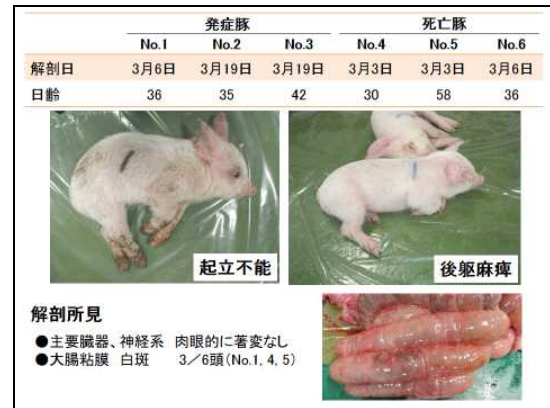 発症豚 死亡豚
No.1 No.2 No.3 No.4 No.5 No.6
解剖日 3月6日 3月19日 3月19日 3月3日 3月3日 3月6日
日齢 36 35 42 30 58 36
起立不能 後躯麻痺
解剖所見
●主要臓器、神経系 肉眼的に著変なし
●大腸粘膜 白斑 3/6頭(No.1, 4, 5)